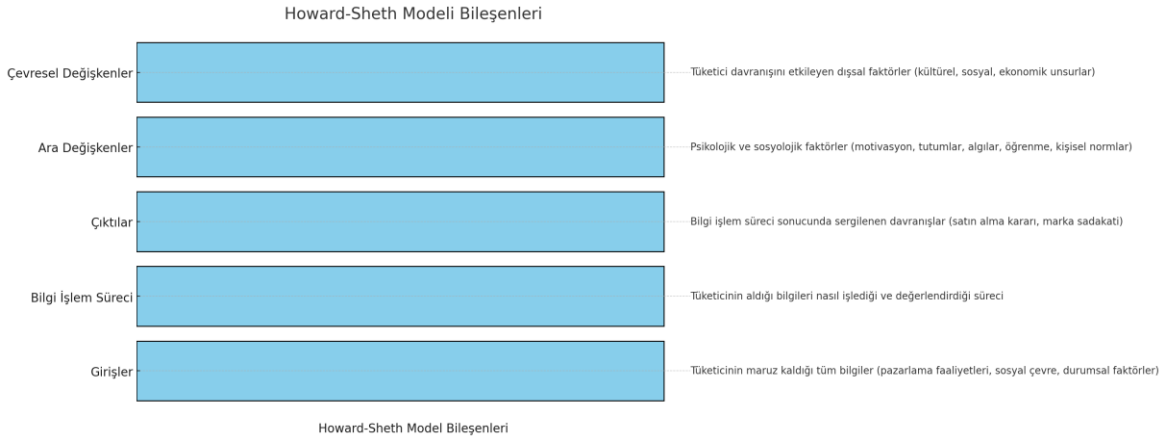 Howard-Sheth Modeli Bileşenleri
Çevresel Değişkenler
Tüketici davranışını etkileyen dışsal faktörler (kültürel, sosyal, ekonomik unsurlar)
Ara Değişkenler
Psikolojik ve sosyolojik faktörler (motivasyon, tutumlar, algılar, öğrenme, kişisel normlar)
Çıktılar
Bilgi işlem süreci sonucunda sergilenen davranışlar (satın alma kararı, marka sadakati)
Bilgi İşlem Süreci
Tüketicinin aldığı bilgileri nasıl işlediği ve değerlendirdiği süreci
Girişler
Tüketicinin maruz kaldığı tüm bilgiler (pazarlama faaliyetleri, sosyal çevre, durumsal faktörler)
Howard-Sheth Model Bileşenleri